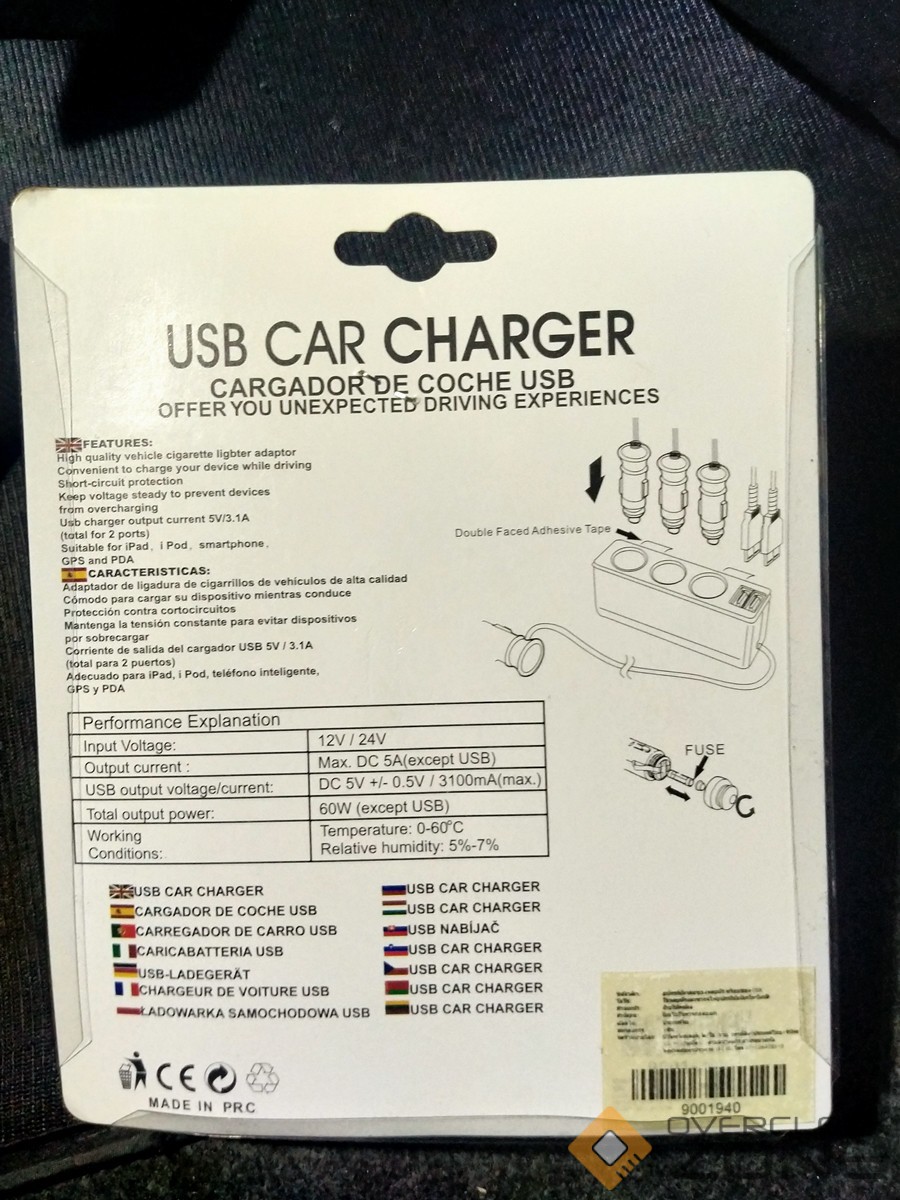 USB CAR CHARGER
CARGADOR DE COCHE USB
OFFER YOU UNEXPECTED DRIVING EXPERIENCES
FEATURES:
High quality vehicle cigarette ligbter adaptor
Convenient to charge your device while driving
Short-circuit protection
Keep voltage steady to prevent devices
from overcharging
Usb charger output current 5V/3.1A
(total for 2 ports)
Suitable for iPad, i Pod, smartphone,
GPS and PDA
CARACTERISTICAS:
Adaptador de ligadura de cigarrillos de vehículos de alta calidad
Cómodo para cargar su dispositivo mientras conduce
Protección contra cortocircuitos
Mantenga la tensión constante para evitar dispositivos
por sobrecargar
Corriente de salida del cargador USB 5V / 3.1A
(total para 2 puertos)
Adecuado para iPad, i Pod, teléfono inteligente,
GPS y PDA
Double Faced Adhesive Tape
FUSE
Performance Explanation
Input Voltage: 12V / 24V
Output current : Max. DC 5A(except USB)
USB output voltage/current: DC 5V +/- 0.5V / 3100mA(max.)
Total output power: 60W (except USB)
Working Conditions: Temperature: 0-60°C
Relative humidity: 5%-7%
USB CAR CHARGER
CARGADOR DE COCHE USB
CARREGADOR DE CARRO USB
CARICABATTERIA USB
USB-LADEGERÄT
CHARGEUR DE VOITURE USB
ŁADOWARKA SAMOCHODOWA USB
USB CAR CHARGER
USB CAR CHARGER
USB NABÍJAČ
USB CAR CHARGER
USB CAR CHARGER
USB CAR CHARGER
USB CAR CHARGER
CE
MADE IN PRC
9001940
OVERCLO
ZONE